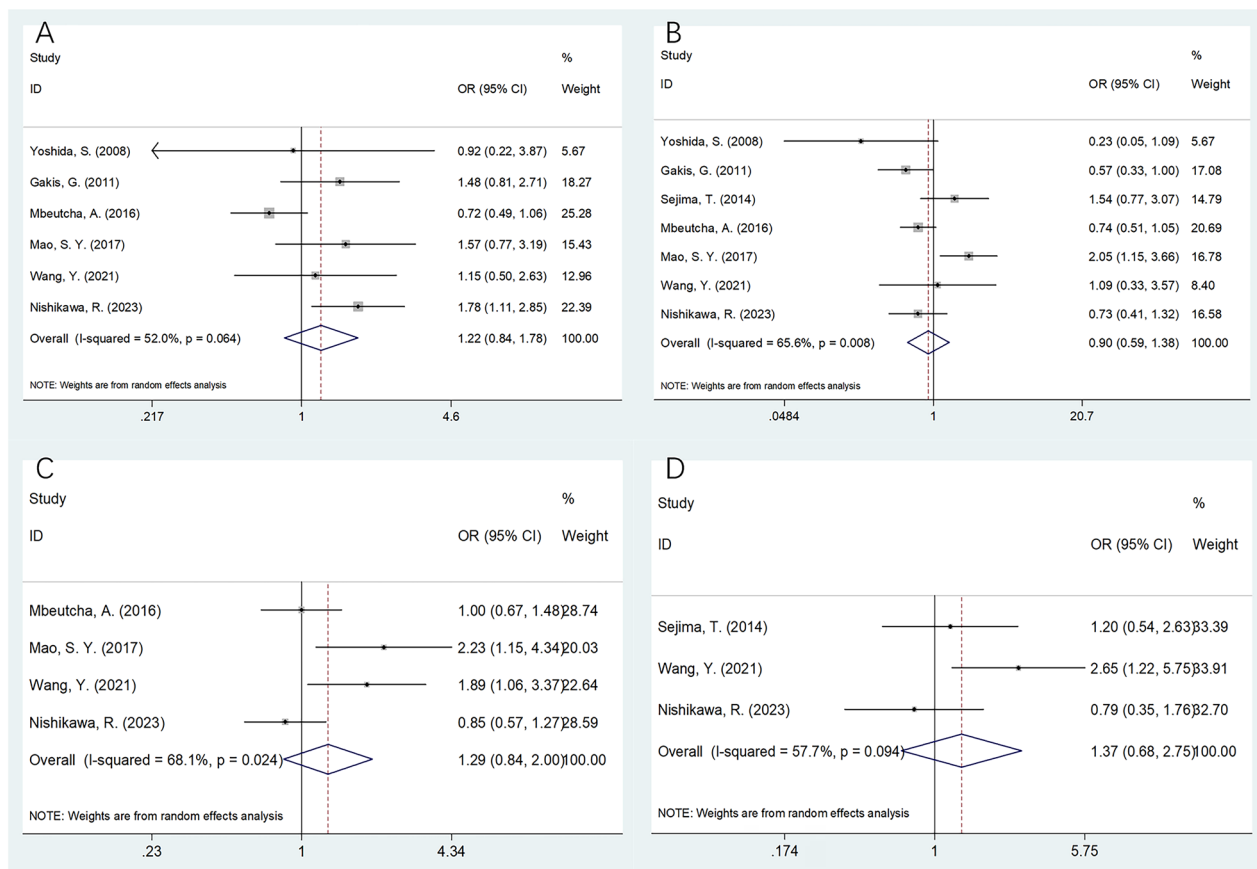 A
Study %
ID OR (95% CI) Weight
Yoshida, S. (2008) 0.92 (0.22, 3.87) 5.67
Gakis, G. (2011) 1.48 (0.81, 2.71) 18.27
Mbeutcha, A. (2016) 0.72 (0.49, 1.06) 25.28
Mao, S. Y. (2017) 1.57 (0.77, 3.19) 15.43
Wang, Y. (2021) 1.15 (0.50, 2.63) 12.96
Nishikawa, R. (2023) 1.78 (1.11, 2.85) 22.39
Overall (I-squared = 52.0%, p = 0.064) 1.22 (0.84, 1.78) 100.00
NOTE: Weights are from random effects analysis
.217 1 4.6
B
Study %
ID OR (95% CI) Weight
Yoshida, S. (2008) 0.23 (0.05, 1.09) 5.67
Gakis, G. (2011) 0.57 (0.33, 1.00) 17.08
Sejima, T. (2014) 1.54 (0.77, 3.07) 14.79
Mbeutcha, A. (2016) 0.74 (0.51, 1.05) 20.69
Mao, S. Y. (2017) 2.05 (1.15, 3.66) 16.78
Wang, Y. (2021) 1.09 (0.33, 3.57) 8.40
Nishikawa, R. (2023) 0.73 (0.41, 1.32) 16.58
Overall (I-squared = 65.6%, p = 0.008) 0.90 (0.59, 1.38) 100.00
NOTE: Weights are from random effects analysis
.0484 1 20.7
C
Study %
ID OR (95% CI) Weight
Mbeutcha, A. (2016) 1.00 (0.67, 1.48) 28.74
Mao, S. Y. (2017) 2.23 (1.15, 4.34) 20.03
Wang, Y. (2021) 1.89 (1.06, 3.37) 22.64
Nishikawa, R. (2023) 0.85 (0.57, 1.27) 28.59
Overall (I-squared = 68.1%, p = 0.024) 1.29 (0.84, 2.00) 100.00
NOTE: Weights are from random effects analysis
.23 1 4.34
D
Study %
ID OR (95% CI) Weight
Sejima, T. (2014) 1.20 (0.54, 2.63) 33.39
Wang, Y. (2021) 2.65 (1.22, 5.75) 33.91
Nishikawa, R. (2023) 0.79 (0.35, 1.76) 32.70
Overall (I-squared = 57.7%, p = 0.094) 1.37 (0.68, 2.75) 100.00
NOTE: Weights are from random effects analysis
.174 1 5.75